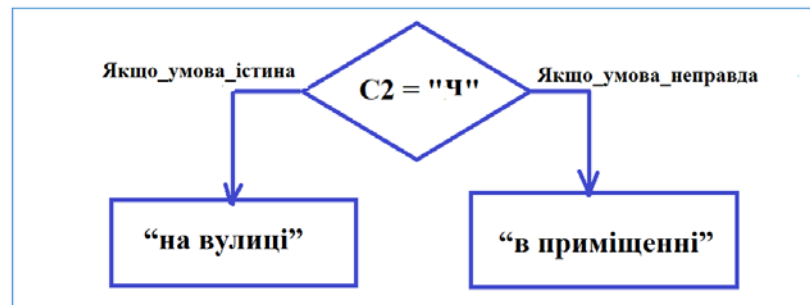 Якщо_умова_істина
Якщо_умова_неправда
C2 = "Ч"
“на вулиці”
“в приміщенні”